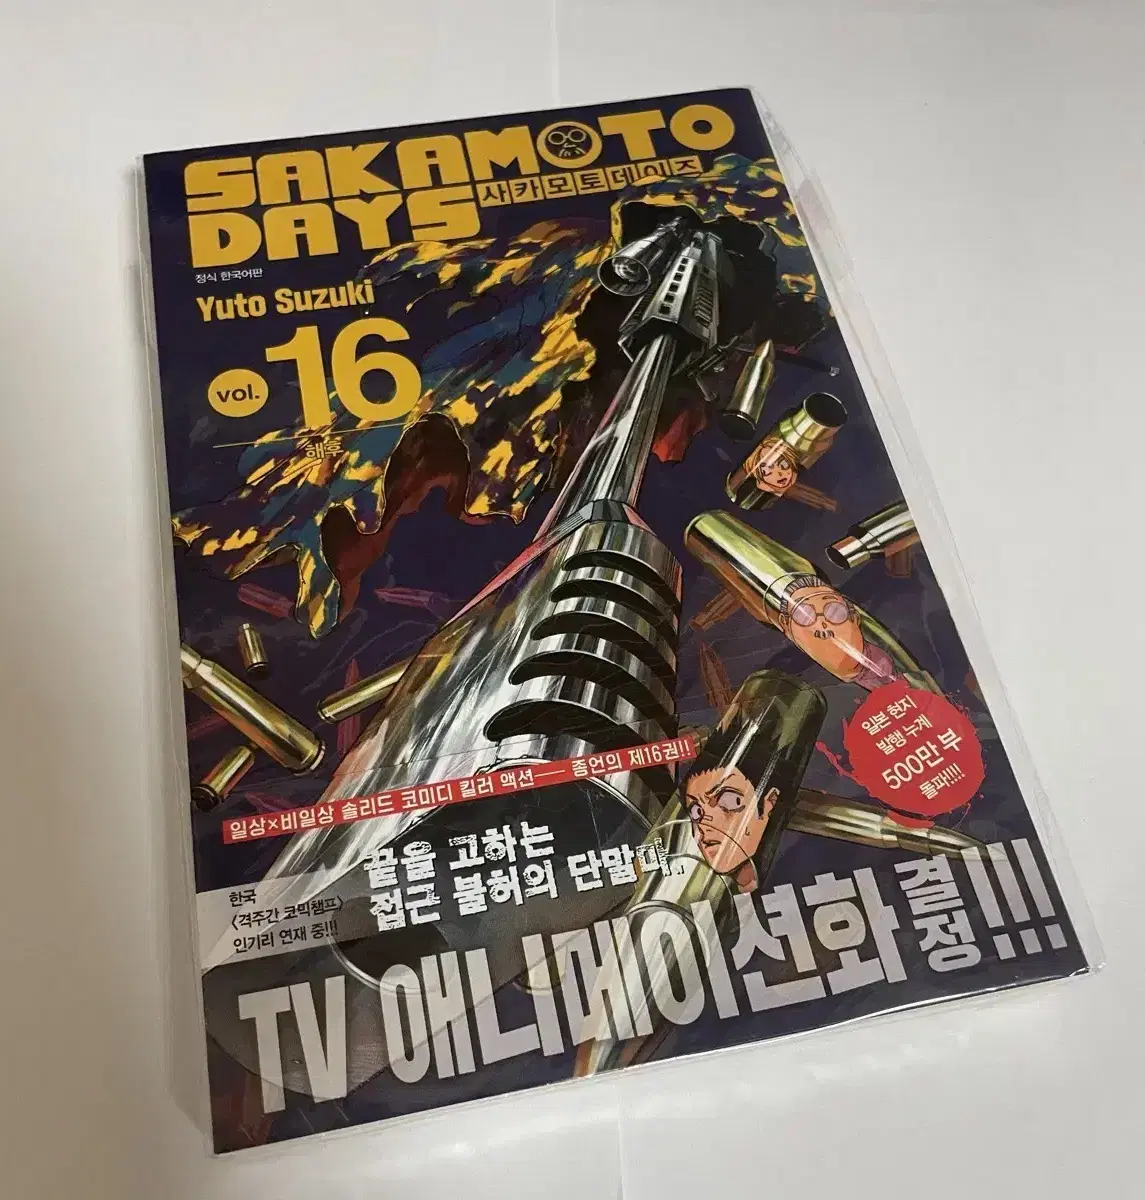 SAKAMOTO
DAYS
사카모토데이즈
정식 한국어판
Yuto Suzuki
vol. 16
해후
일본 현지
발행 누계
500만 부
돌파!!!!
일상×비일상 솔리드 코미디 킬러 액션— 종언의 제16권!!
끝을 고하는
접근 불허의 단말마.
한국
〈격주간 코믹챔프〉
인기리 연재 중!!!
TV 애니메이션화 결정!!!